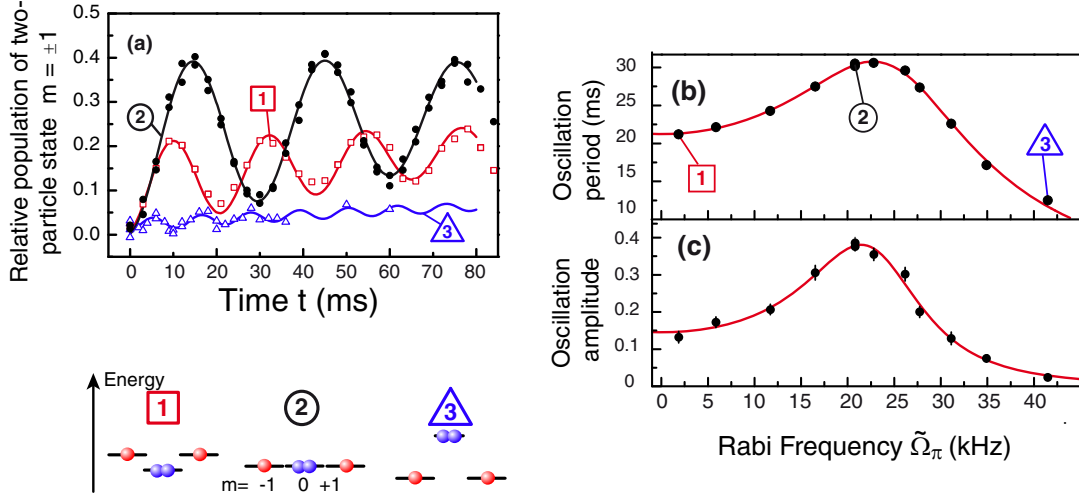 Relative population of two-
particle state m = ±1
0.5
0.4
0.3
0.2
0.1
0.0
(a)
1
2
3
0 10 20 30 40 50 60 70 80
Time t (ms)
Energy
1
2
3
m= -1 0 +1
Oscillation
period (ms)
30
25
20
15
10
(b)
1
2
3
Oscillation
amplitude
0.4
0.3
0.2
0.1
0
(c)
0 5 10 15 20 25 30 35 40
Rabi Frequency Ω̃π (kHz)